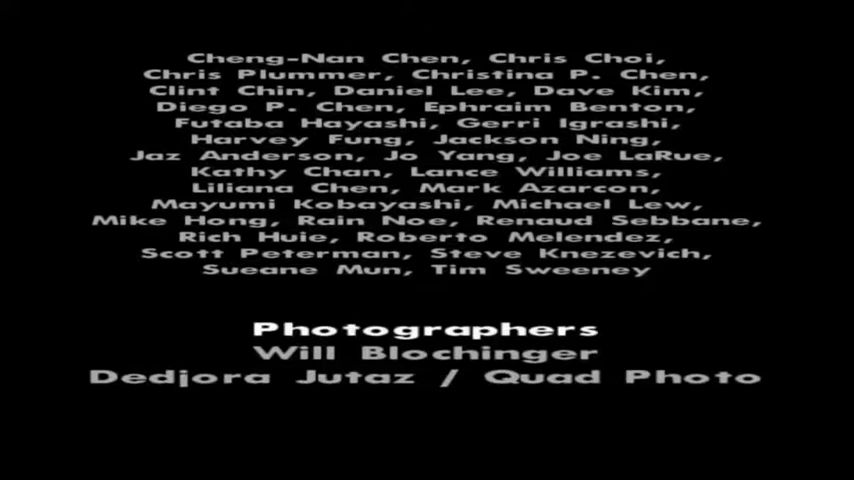 Cheng-Nan Chen, Chris Choi,
Chris Plummer, Christina P. Chen,
Clint Chin, Daniel Lee, Dave Kim,
Diego P. Chen, Ephraim Benton,
Futaba Hayashi, Gerri Igrashi,
Harvey Fung, Jackson Ning,
Jaz Anderson, Jo Yang, Joe LaRue,
Kathy Chan, Lance Williams,
Liliana Chen, Mark Azarcon,
Mayumi Kobayashi, Michael Lew,
Mike Hong, Rain Noe, Renaud Sebbane,
Rich Huie, Roberto Melendez,
Scott Peterman, Steve Knezevich,
Sueane Mun, Tim Sweeney
Photographers
Will Blochinger
Dedjora Jutaz / Quad Photo